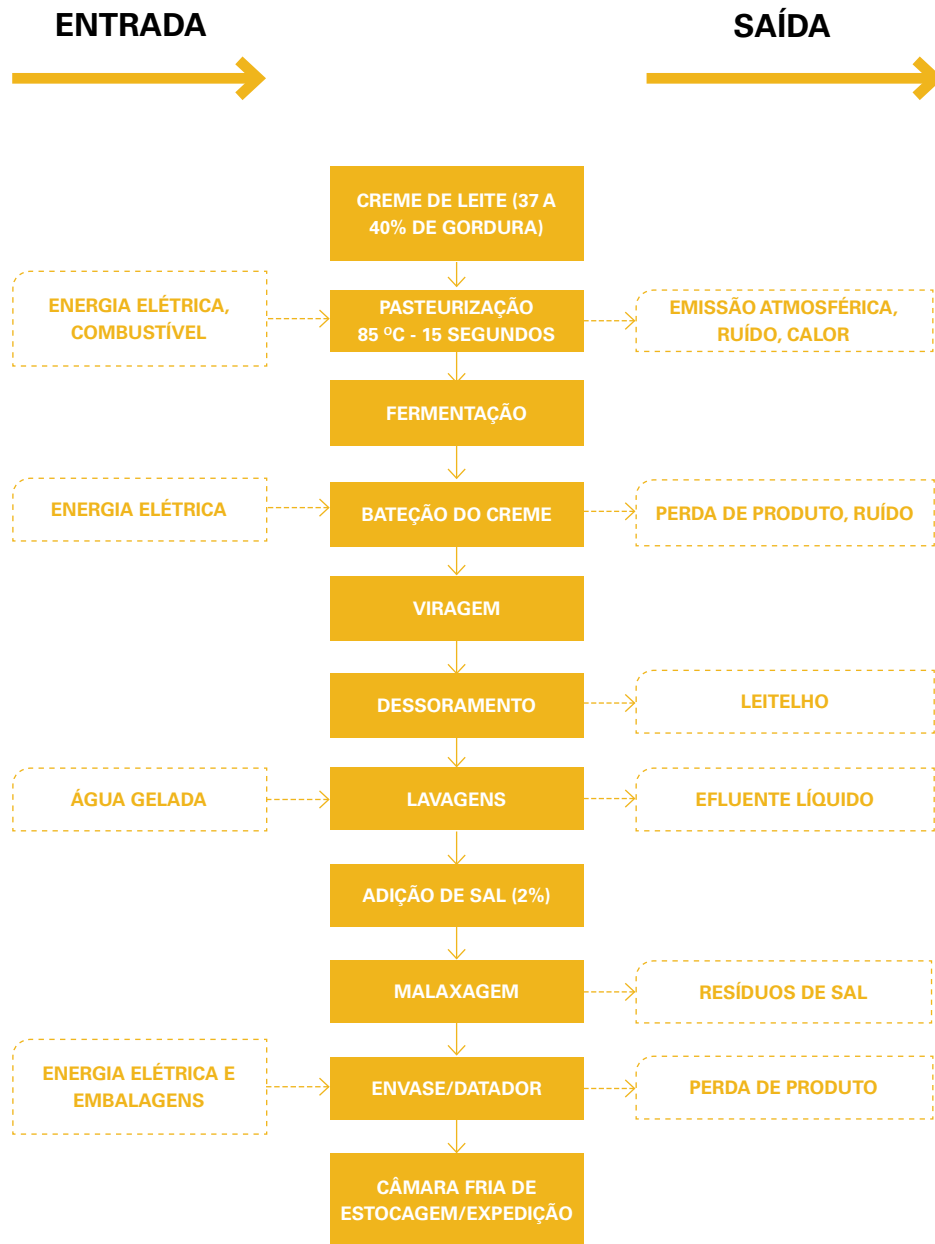 ENTRADA
SAÍDA
CREME DE LEITE (37 A
40% DE GORDURA)
ENERGIA ELÉTRICA,
COMBUSTÍVEL
PASTEURIZAÇÃO
85 ºC - 15 SEGUNDOS
EMISSÃO ATMOSFÉRICA,
RUÍDO, CALOR
FERMENTAÇÃO
ENERGIA ELÉTRICA
BATEÇÃO DO CREME
PERDA DE PRODUTO, RUÍDO
VIRAGEM
DESSORAMENTO
LEITELHO
ÁGUA GELADA
LAVAGENS
EFLUENTE LÍQUIDO
ADIÇÃO DE SAL (2%)
MALAXAGEM
RESÍDUOS DE SAL
ENERGIA ELÉTRICA E
EMBALAGENS
ENVASE/DATADOR
PERDA DE PRODUTO
CÂMARA FRIA DE
ESTOCAGEM/EXPEDIÇÃO